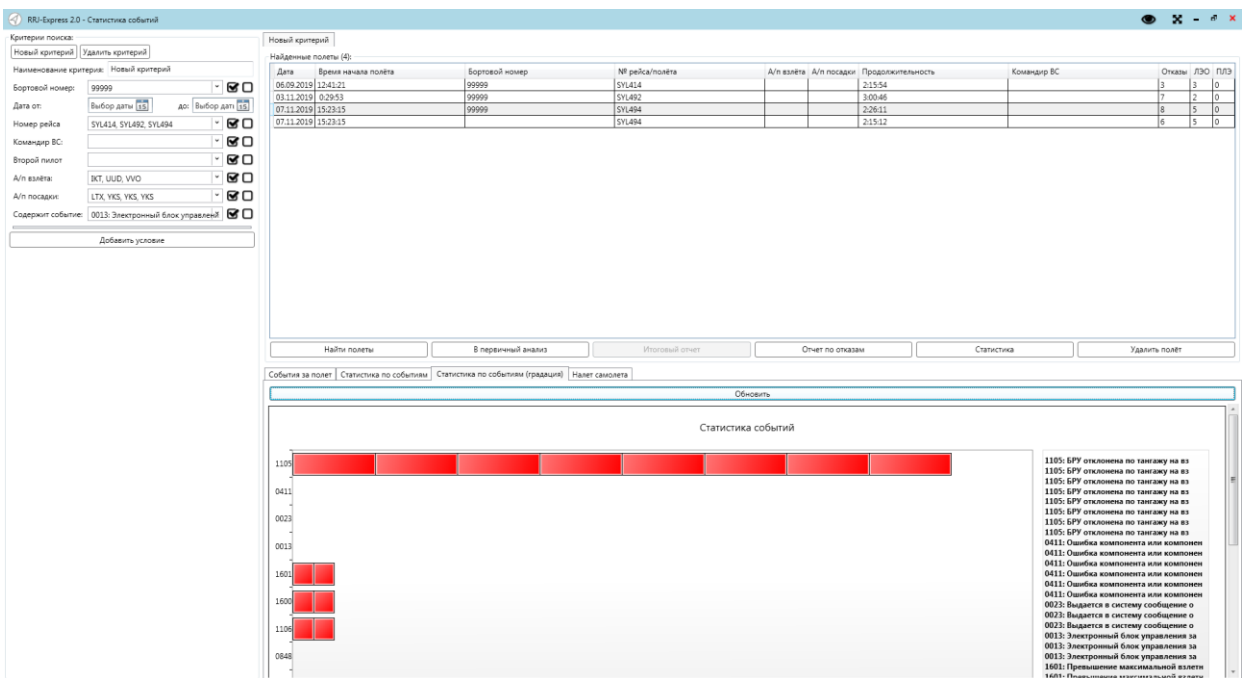 RRJ-Express 2.0 - Статистика событий
Критерии поиска:
Новый критерий Удалить критерий
Наименование критерия: Новый критерий
Бортовой номер: 99999
Дата от: Выбор даты 15 до: Выбор даты 15
Номер рейса SYL414, SYL492, SYL494
Командир ВС:
Второй пилот
А/п взлёта: IKT, UUD, VVO
А/п посадки: LTX, YKS, YKS, YKS
Содержит событие: 0013: Электронный блок управлений
Добавить условие
Новый критерий
Найденные полеты (4):
Дата Время начала полёта Бортовой номер № рейса/полёта А/п взлёта А/п посадки Продолжительность Командир ВС Отказы ЛЭО ПЛЭ
06.09.2019 12:41:21 99999 SYL414 2:15:54 3 3 0
03.11.2019 0:29:53 99999 SYL492 3:00:46 7 2 0
07.11.2019 15:23:15 99999 SYL494 2:26:11 8 5 0
07.11.2019 15:23:15 SYL494 2:15:12 6 5 0
Найти полеты В первичный анализ Итоговый отчет Отчет по отказам Статистика Удалить полёт
События за полет Статистика по событиям Статистика по событиям (градация) Налет самолета
Обновить
Статистика событий
1105
0411
0023
0013
1601
1600
1106
0848
1105: БРУ отклонена по тангажу на вз
1105: БРУ отклонена по тангажу на вз
1105: БРУ отклонена по тангажу на вз
1105: БРУ отклонена по тангажу на вз
1105: БРУ отклонена по тангажу на вз
1105: БРУ отклонена по тангажу на вз
1105: БРУ отклонена по тангажу на вз
1105: БРУ отклонена по тангажу на вз
0411: Ошибка компонента или компонен
0411: Ошибка компонента или компонен
0411: Ошибка компонента или компонен
0411: Ошибка компонента или компонен
0411: Ошибка компонента или компонен
0411: Ошибка компонента или компонен
0023: Выдается в систему сообщение о
0023: Выдается в систему сообщение о
0023: Выдается в систему сообщение о
0013: Электронный блок управления за
0013: Электронный блок управления за
0013: Электронный блок управления за
1601: Превышение максимальной взлетн
1601: Превышение максимальной взлетн